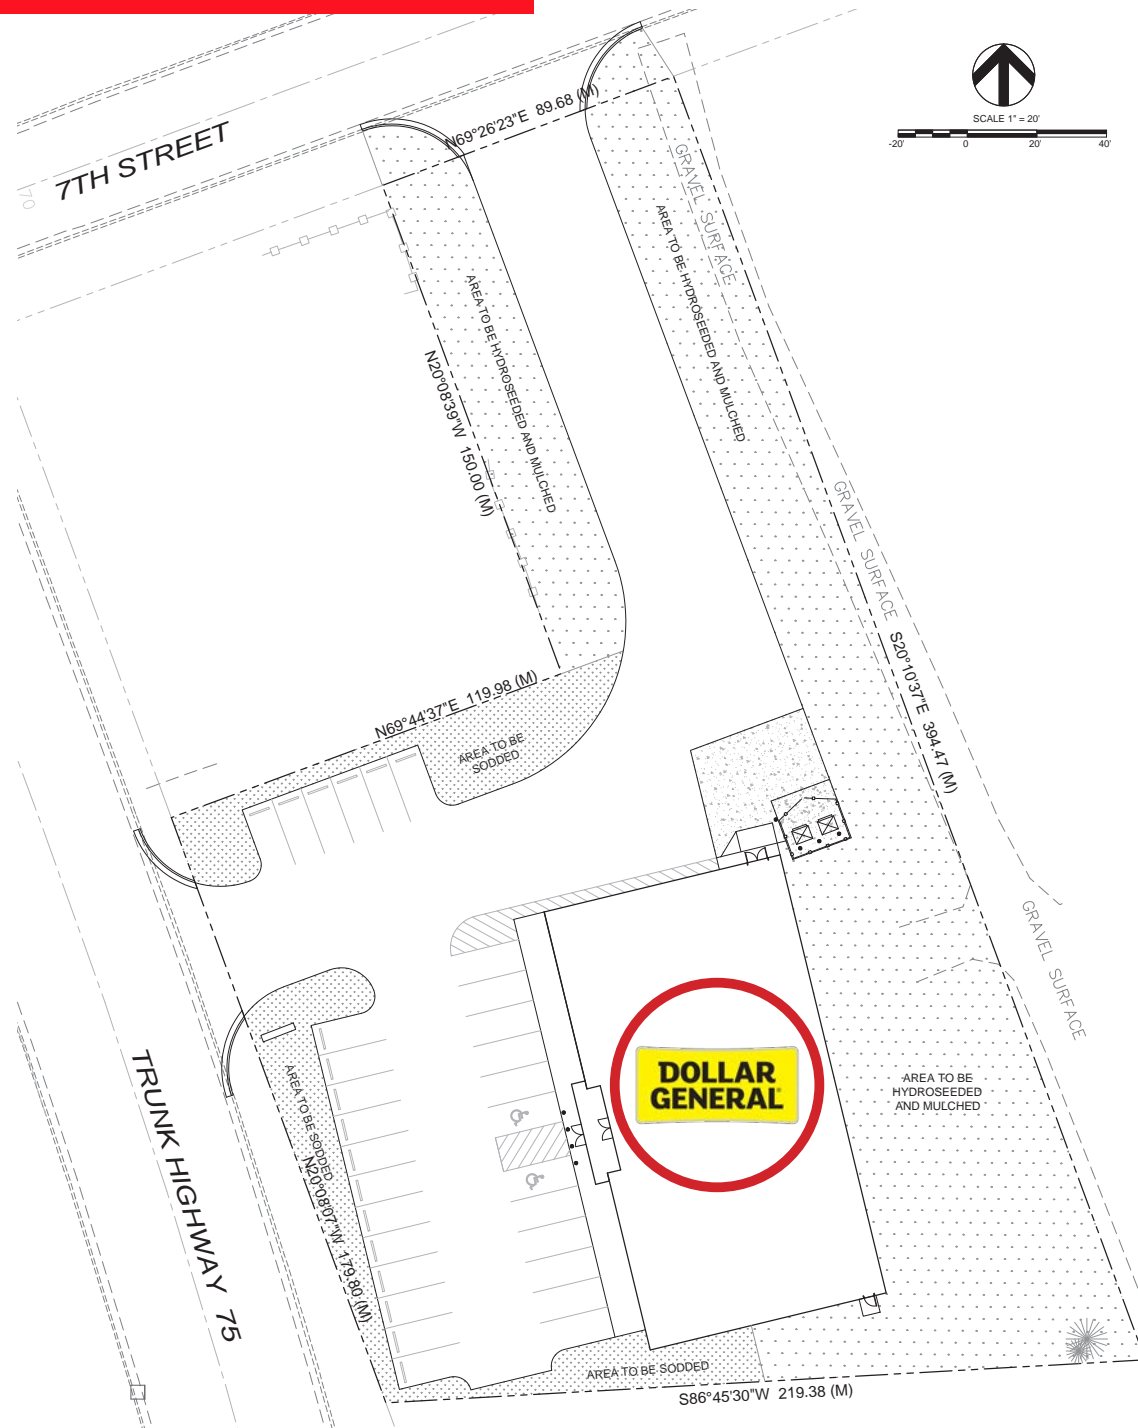 7TH STREET
70
N69°26'23"E 89.68 (M)
SCALE 1" = 20'
-20' 0 20' 40'
GRAVEL SURFACE
AREA TO BE HYDROSEEDED AND MULCHED
AREA TO BE HYDROSEEDED AND MULCHED
N20°08'39"W 150.00 (M)
GRAVEL SURFACE
S20°10'37"E 394.47 (M)
N69°44'37"E 119.98 (M)
AREA TO BE
SODDED
GRAVEL SURFACE
DOLLAR
GENERAL
AREA TO BE
HYDROSEEDED
AND MULCHED
AREA TO BE SODDED
N20°08'07"W 179.80 (M)
TRUNK HIGHWAY 75
AREA TO BE SODDED
S86°45'30"W 219.38 (M)